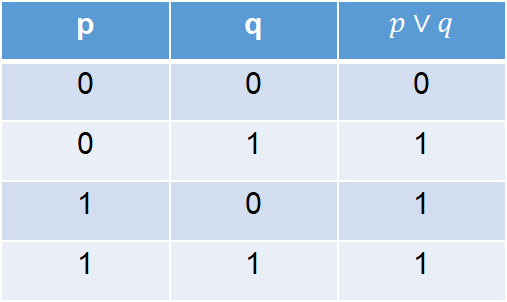 p q p ∨ q
0 0 0
0 1 1
1 0 1
1 1 1